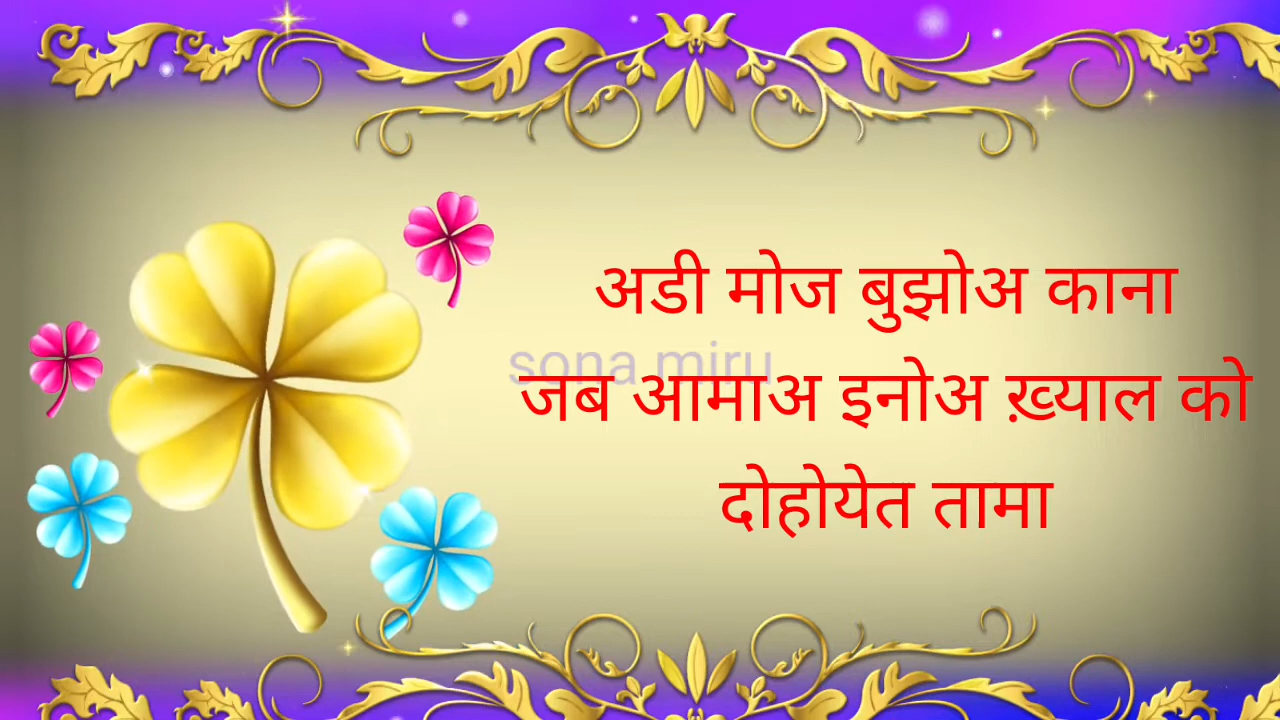 अडी मोज बुझोअ काना
sona miru
जब आमाअ इनोअ ख़्याल को
दोहोयेत तामा